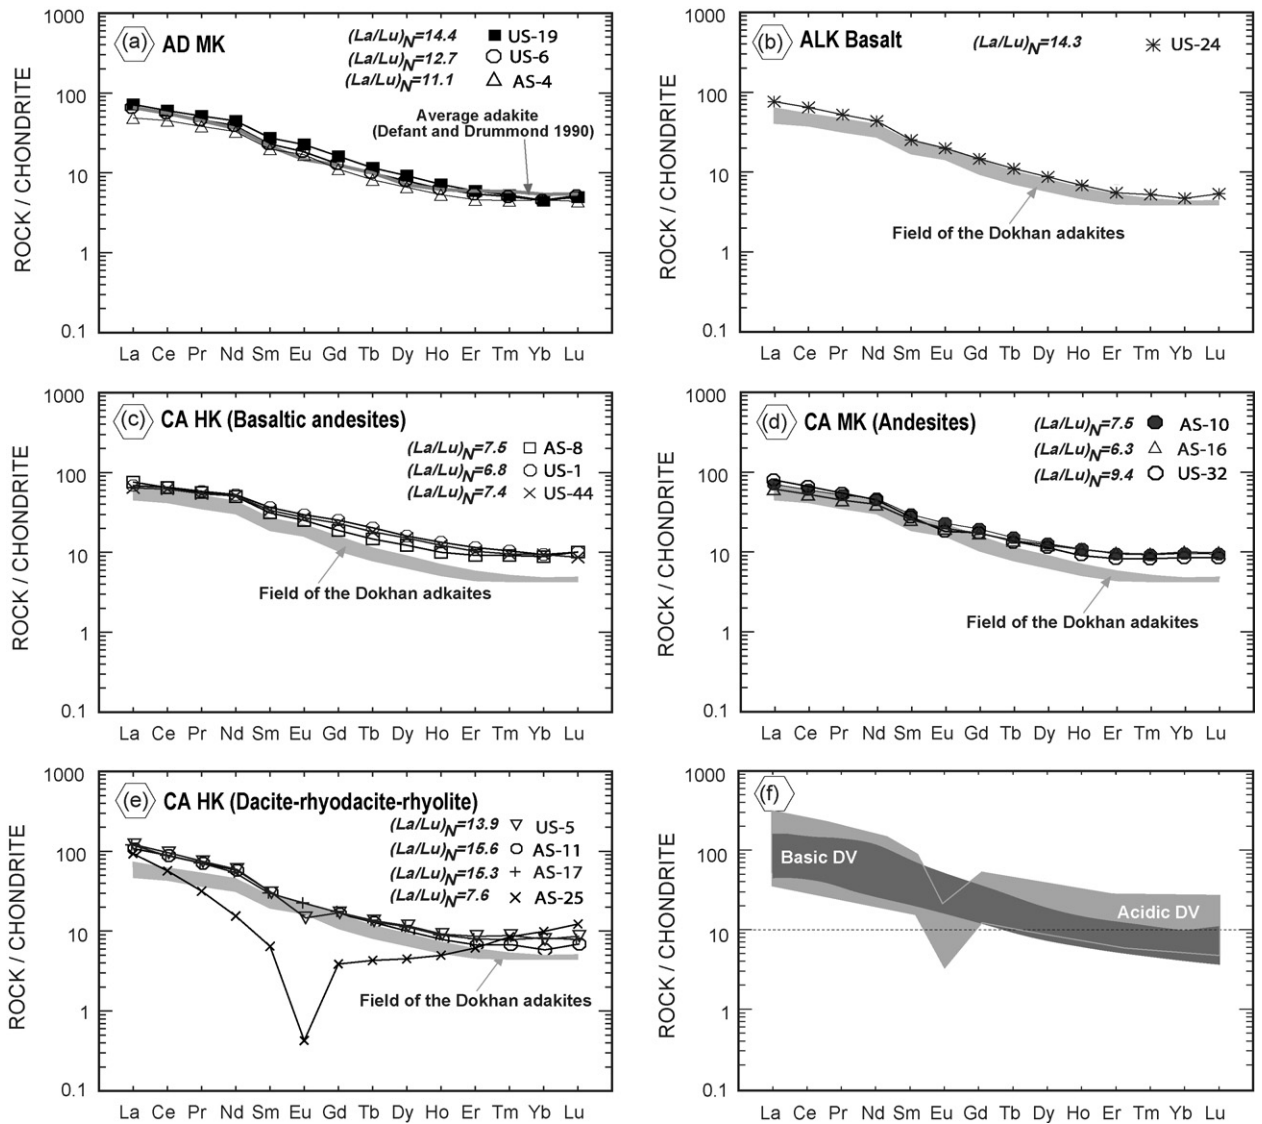 (a) AD MK
(La/Lu)N=14.4 US-19
(La/Lu)N=12.7 US-6
(La/Lu)N=11.1 AS-4
Average adakite
(Defant and Drummond 1990)
ROCK / CHONDRITE
1000
100
10
1
0.1
La Ce Pr Nd Sm Eu Gd Tb Dy Ho Er Tm Yb Lu
(b) ALK Basalt
(La/Lu)N=14.3 US-24
Field of the Dokhan adakites
ROCK / CHONDRITE
1000
100
10
1
0.1
La Ce Pr Nd Sm Eu Gd Tb Dy Ho Er Tm Yb Lu
(c) CA HK (Basaltic andesites)
(La/Lu)N=7.5 AS-8
(La/Lu)N=6.8 US-1
(La/Lu)N=7.4 US-44
Field of the Dokhan adkaites
ROCK / CHONDRITE
1000
100
10
1
0.1
La Ce Pr Nd Sm Eu Gd Tb Dy Ho Er Tm Yb Lu
(d) CA MK (Andesites)
(La/Lu)N=7.5 AS-10
(La/Lu)N=6.3 AS-16
(La/Lu)N=9.4 US-32
Field of the Dokhan adakites
ROCK / CHONDRITE
1000
100
10
1
0.1
La Ce Pr Nd Sm Eu Gd Tb Dy Ho Er Tm Yb Lu
(e) CA HK (Dacite-rhyodacite-rhyolite)
(La/Lu)N=13.9 US-5
(La/Lu)N=15.6 AS-11
(La/Lu)N=15.3 AS-17
(La/Lu)N=7.6 AS-25
Field of the Dokhan adakites
ROCK / CHONDRITE
1000
100
10
1
0.1
La Ce Pr Nd Sm Eu Gd Tb Dy Ho Er Tm Yb Lu
(f)
Basic DV
Acidic DV
ROCK / CHONDRITE
1000
100
10
1
0.1
La Ce Pr Nd Sm Eu Gd Tb Dy Ho Er Tm Yb Lu